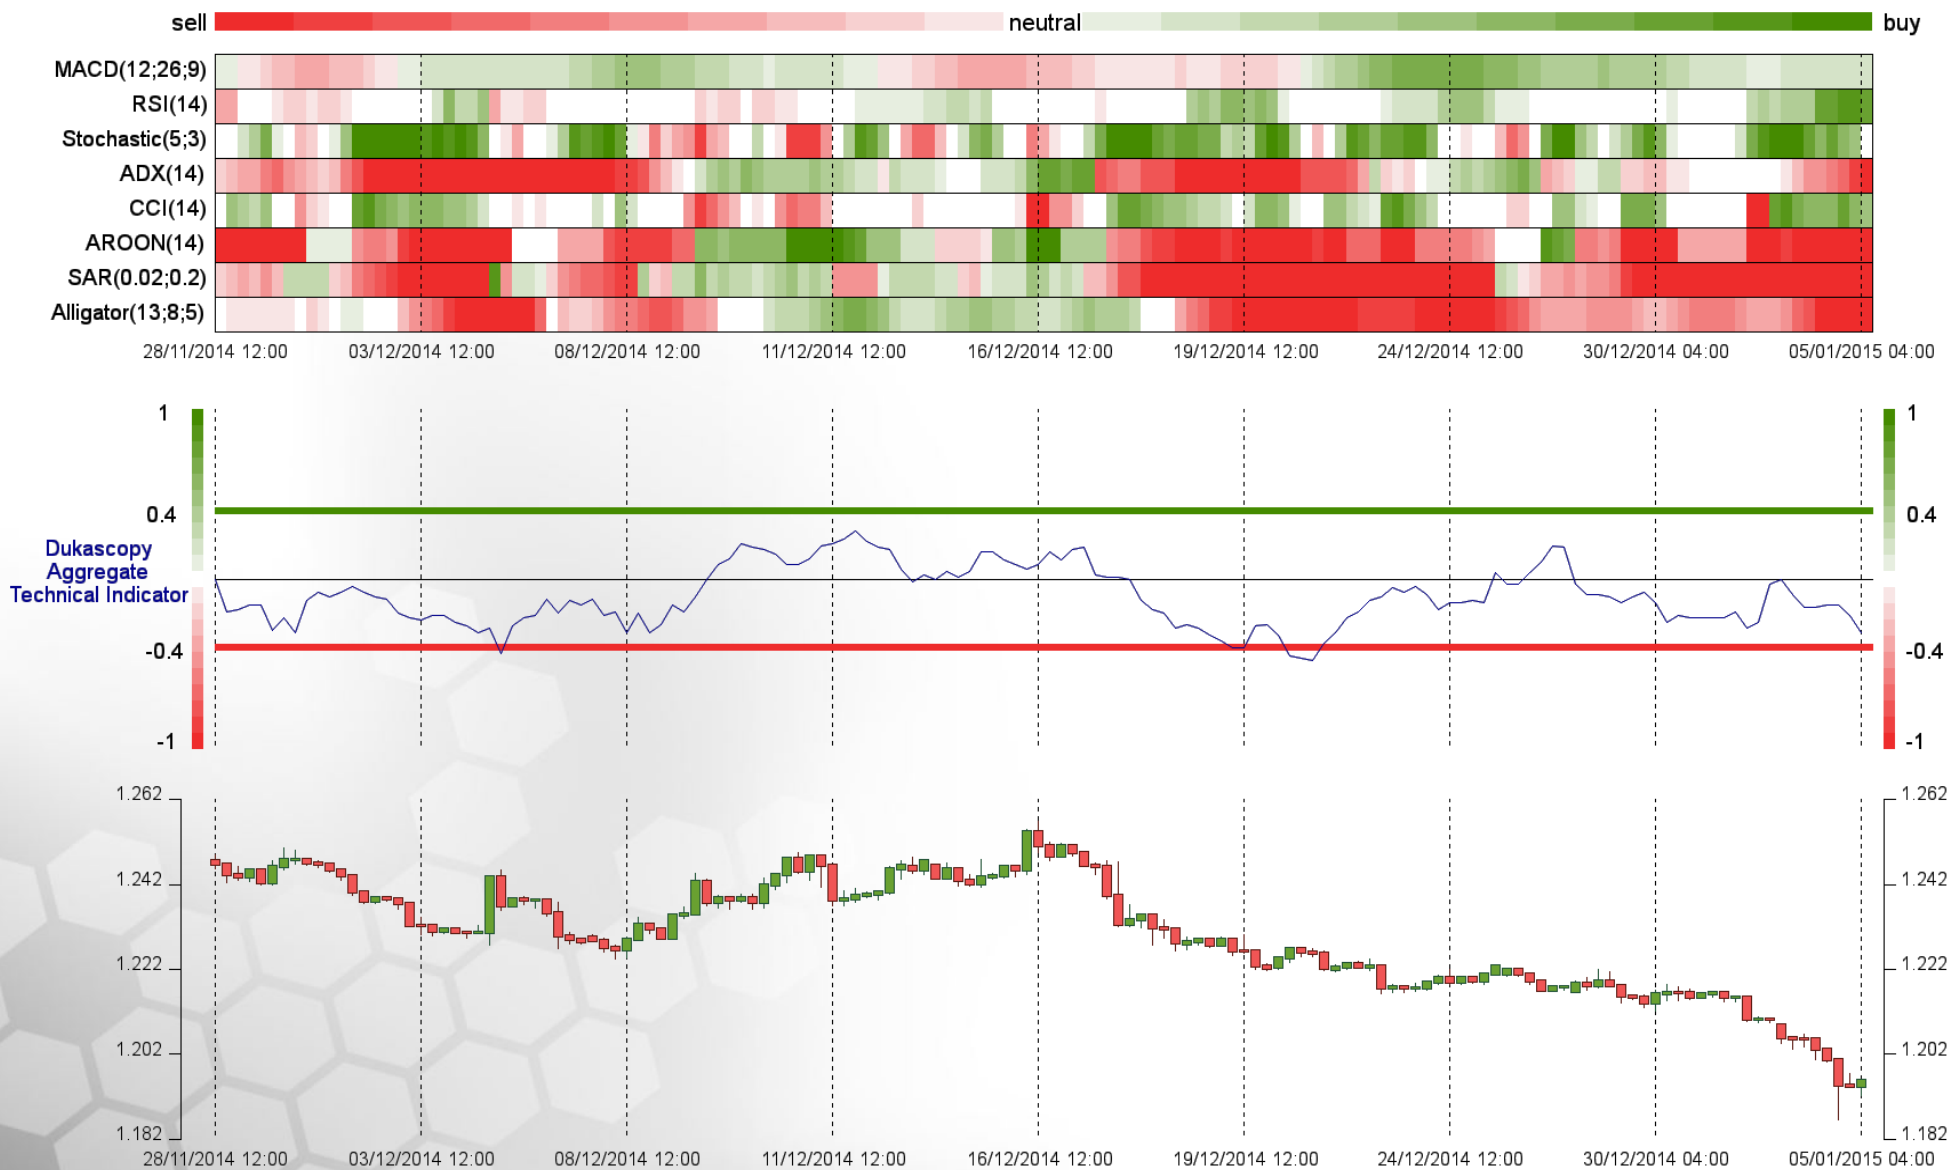 sell neutral buy
MACD(12;26;9)
RSI(14)
Stochastic(5;3)
ADX(14)
CCI(14)
AROON(14)
SAR(0.02;0.2)
Alligator(13;8;5)
28/11/2014 12:00 03/12/2014 12:00 08/12/2014 12:00 11/12/2014 12:00 16/12/2014 12:00 19/12/2014 12:00 24/12/2014 12:00 30/12/2014 04:00 05/01/2015 04:00
1 1
0.4 0.4
Dukascopy
Aggregate
Technical Indicator
-0.4 -0.4
-1 -1
1.262 1.262
1.242 1.242
1.222 1.222
1.202 1.202
1.182 1.182
28/11/2014 12:00 03/12/2014 12:00 08/12/2014 12:00 11/12/2014 12:00 16/12/2014 12:00 19/12/2014 12:00 24/12/2014 12:00 30/12/2014 04:00 05/01/2015 04:00